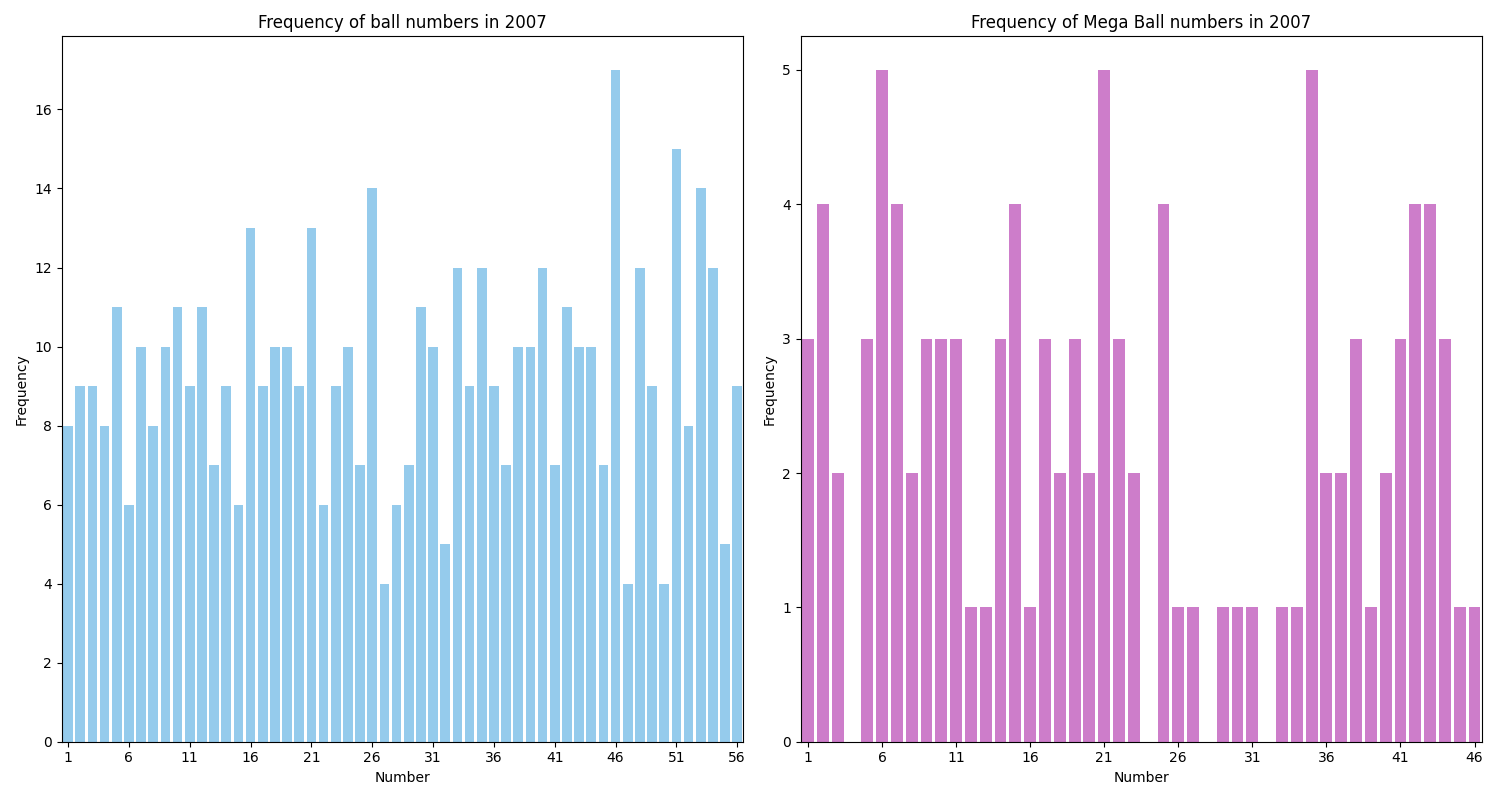 Frequency of ball numbers in 2007
Frequency
16
14
12
10
8
6
4
2
0
1 6 11 16 21 26 31 36 41 46 51 56
Number
Frequency of Mega Ball numbers in 2007
Frequency
5
4
3
2
1
0
1 6 11 16 21 26 31 36 41 46
Number